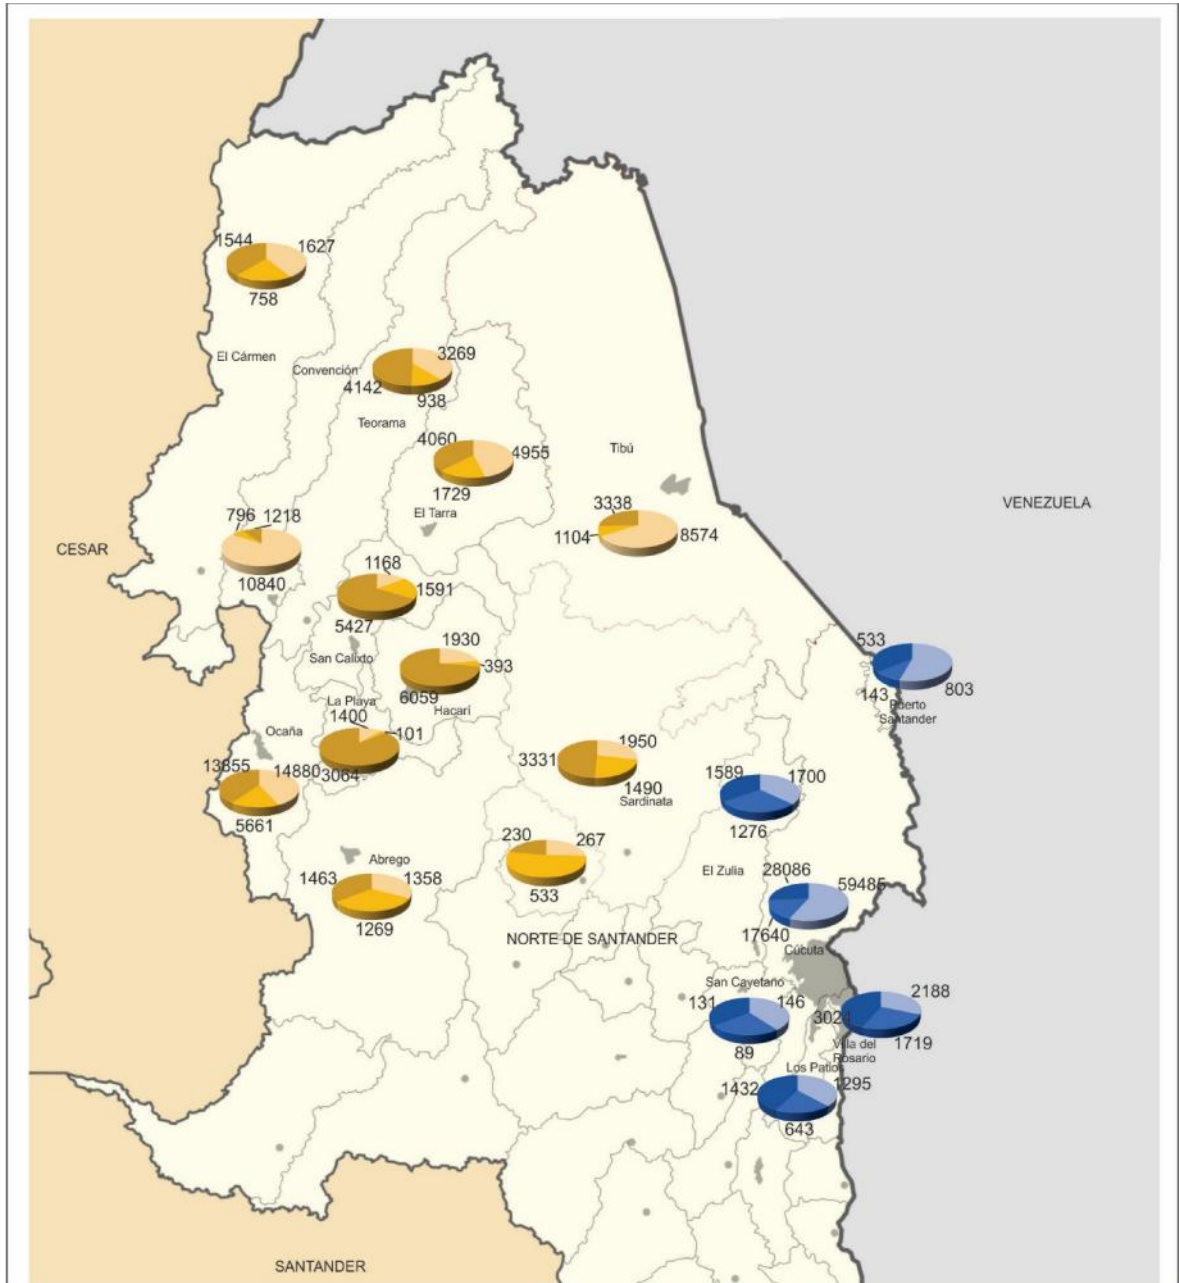 1544
1627
758
El Cármen
Convención
3269
4142
938
Teorama
4060
4955
1729
El Tarra
Tibú
3338
1104
8574
VENEZUELA
CESAR
796
1218
10840
1168
1591
5427
San Calixto
1930
393
6059
Hacarí
La Playa
1400
101
3064
Ocaña
13855
14880
5661
533
143
803
Puerto
Santander
3331
1950
1490
Sardinata
1589
1700
1276
El Zulia
230
267
533
Abrego
1463
1358
1269
28086
59485
17640
Cúcuta
NORTE DE SANTANDER
San Cayetano
131
146
89
2188
3024
1719
Villa del
Rosario
Los Patios
1432
1295
643
SANTANDER